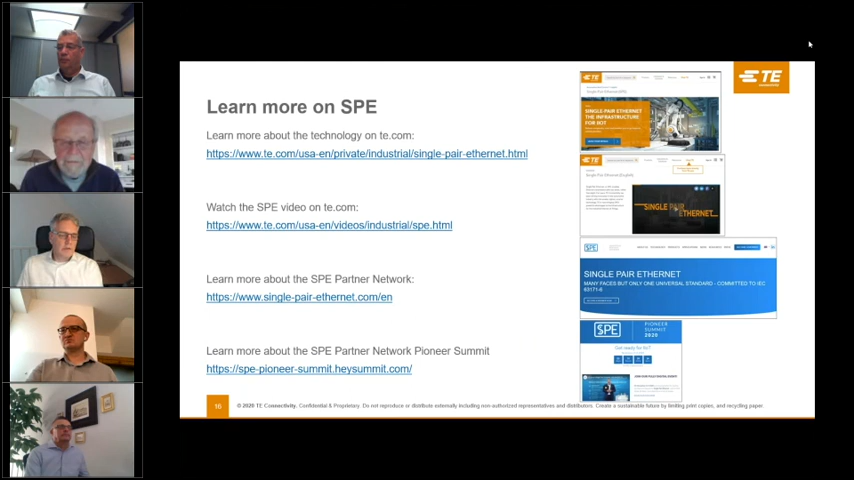 Learn more on SPE
Learn more about the technology on te.com:
https://www.te.com/usa-en/private/industrial/single-pair-ethernet.html
Watch the SPE video on te.com:
https://www.te.com/usa-en/videos/industrial/spe.html
Learn more about the SPE Partner Network:
https://www.single-pair-ethernet.com/en
Learn more about the SPE Partner Network Pioneer Summit
https://spe-pioneer-summit.heysummit.com/
TE
TE
SINGLE-PAIR ETHERNET
THE INFRASTRUCTURE
FOR IIOT
TE
SINGLE PAIR
ETHERNET
SPE
SINGLE PAIR ETHERNET
MANY FACES BUT ONLY ONE UNIVERSAL STANDARD - COMMITTED TO IEC
63171-6
SPE
PIONEER
SUMMIT
2020
Get ready for its?
16
© 2020 TE Connectivity. Confidential & Proprietary. Do not reproduce or distribute externally including non-authorized representatives and distributors. Create a sustainable future by limiting print copies, and recycling paper.